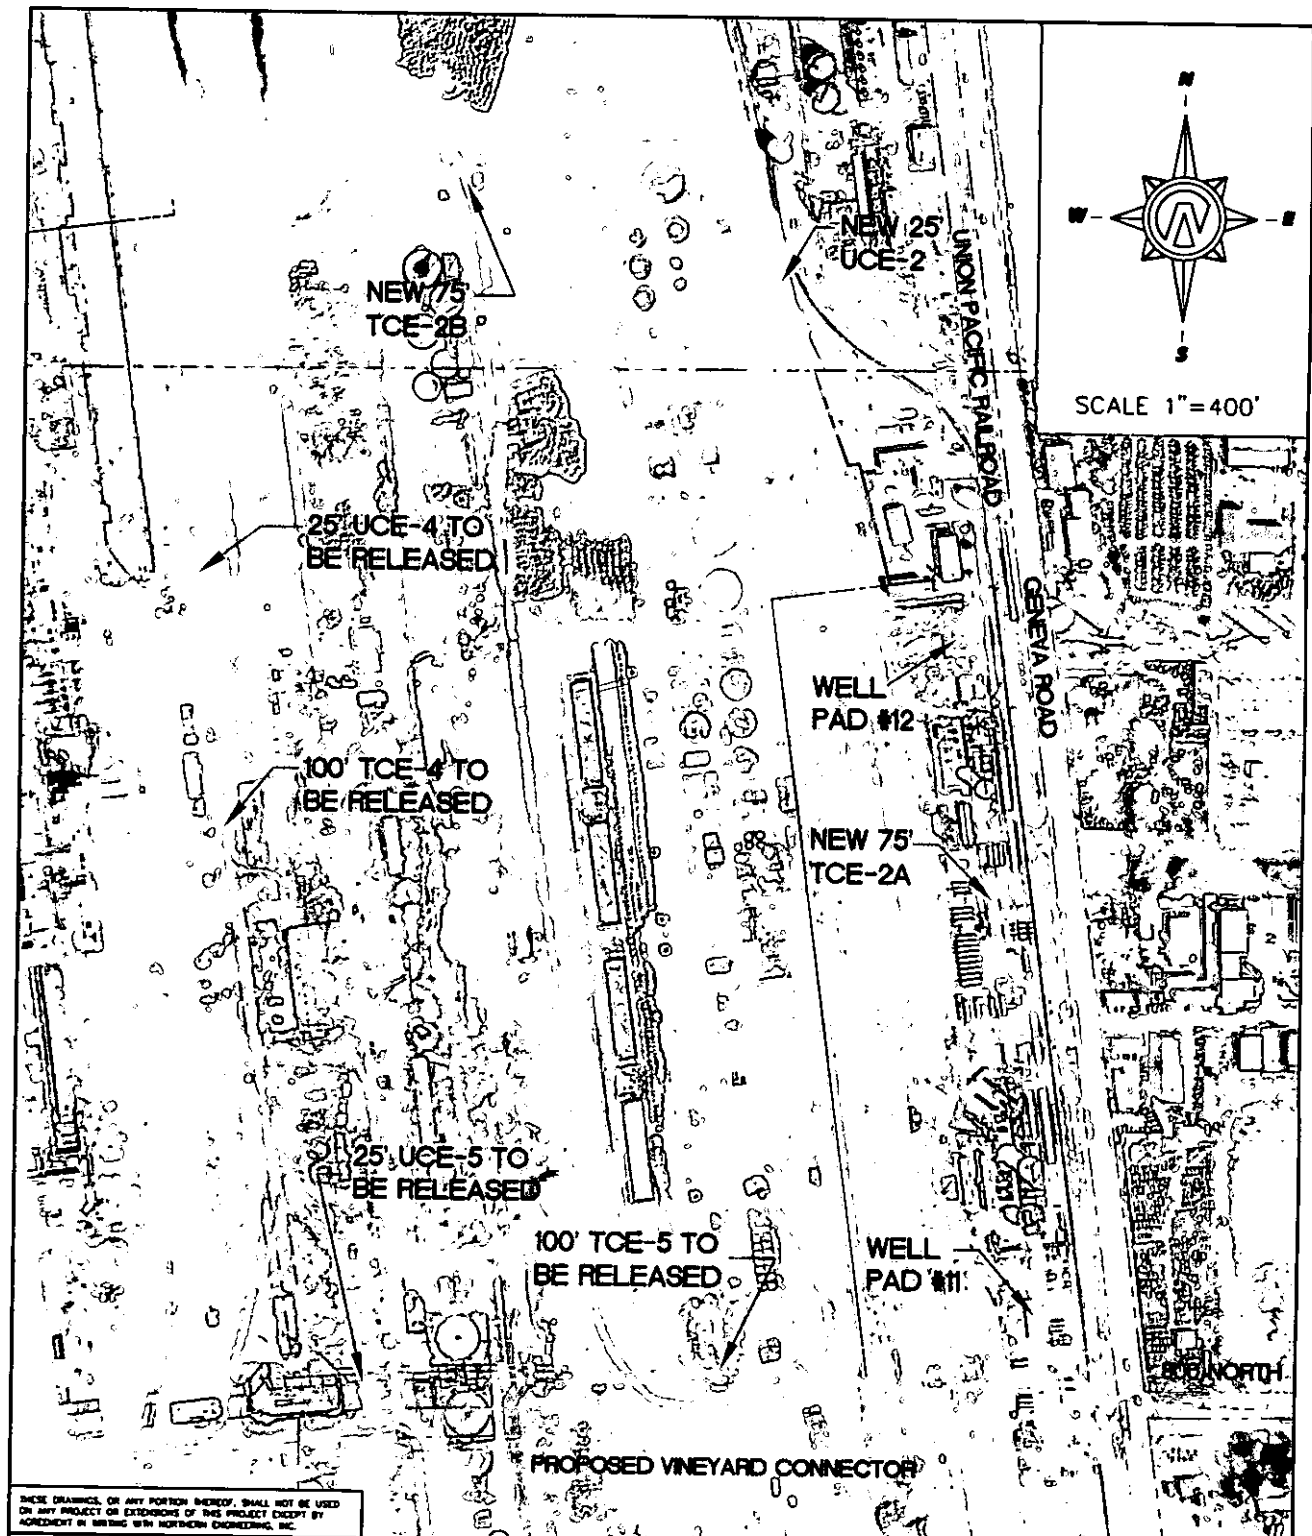 N
W
E
S
SCALE 1"=400'
NEW 25'
UCE-2
UNION PACIFIC RAILROAD
NEW 75'
TCE-2B
25' UCE-4 TO
BE RELEASED
GENEVA ROAD
WELL
PAD #12
100' TCE-4 TO
BE RELEASED
NEW 75'
TCE-2A
25' UCE-5 TO
BE RELEASED
100' TCE-5 TO
BE RELEASED
WELL
PAD #11
800 NORTH
PROPOSED VINEYARD CONNECTOR
THESE DRAWINGS, OR ANY PORTION THEREOF, SHALL NOT BE USED
ON ANY PROJECT OR EXTENSIONS OF THIS PROJECT EXCEPT BY
AGREEMENT IN WRITING WITH NORTHERN ENGINEERING, INC.